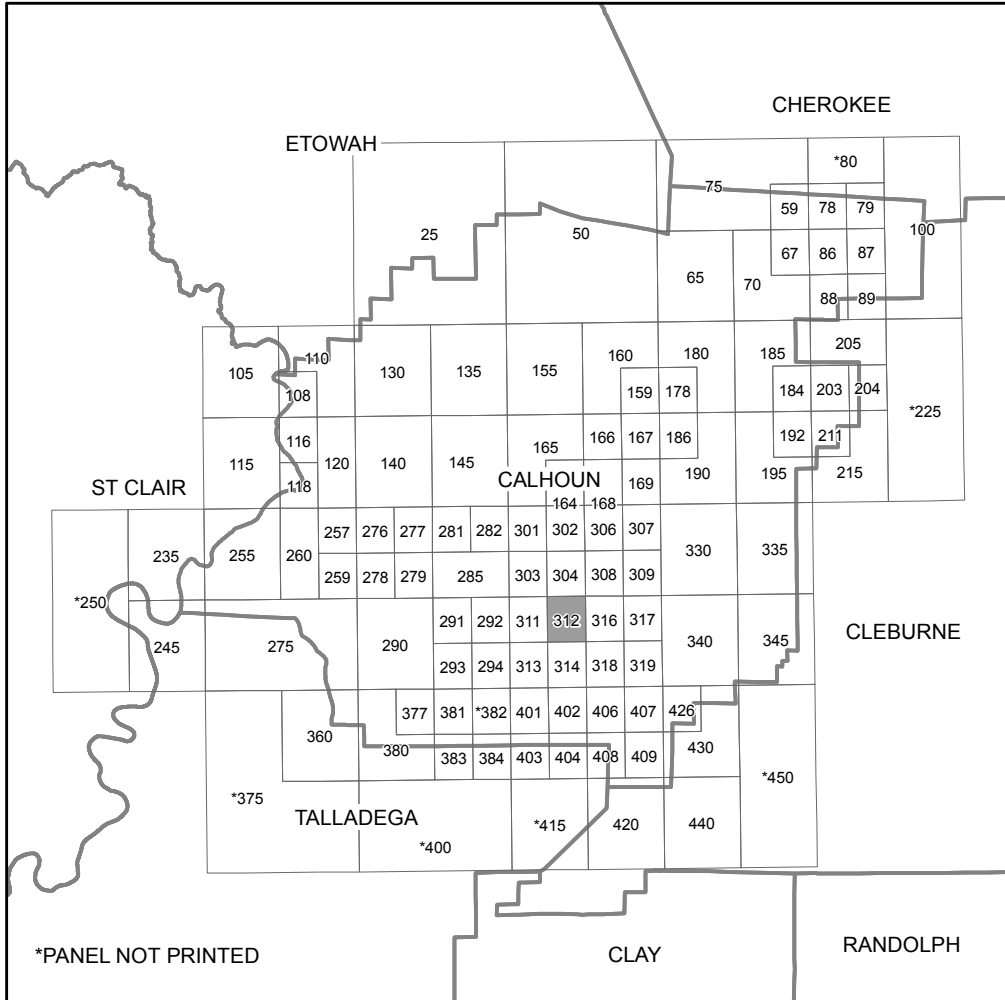 CHEROKEE
ETOWAH
*80
75
59 78 79
25 50 100
67 86 87
65 70
88 89
110 160 180 185 205
105 130 135 155
108 159 178 184 203 204
*225
116 166 167 186 192 211
115 120 140 145 165
ST CLAIR 118 CALHOUN 169 190 195 215
164 168
257 276 277 281 282 301 302 306 307
235 255 260 330 335
259 278 279 285 303 304 308 309
*250
291 292 311 312 316 317
245 275 290 340 345 CLEBURNE
293 294 313 314 318 319
377 381 *382 401 402 406 407 426
360 380 430
383 384 403 404 408 409
*450
*375
TALLADEGA *415 420 440
*400
*PANEL NOT PRINTED CLAY RANDOLPH